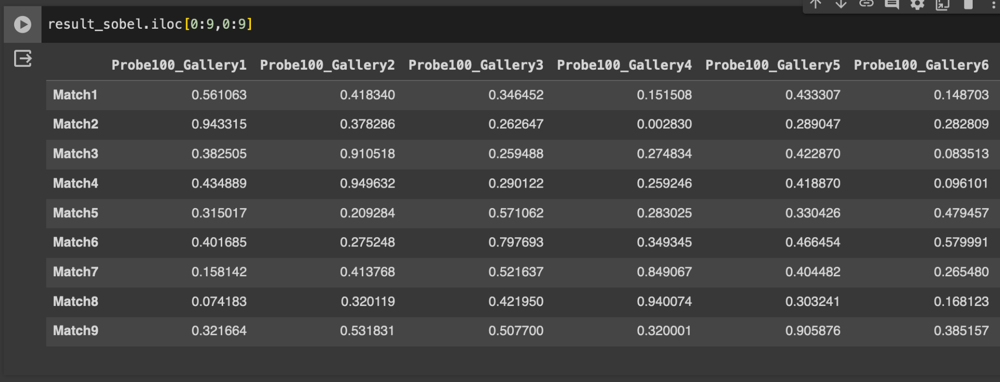 result_sobel.iloc[0:9,0:9]
Probe100_Gallery1 Probe100_Gallery2 Probe100_Gallery3 Probe100_Gallery4 Probe100_Gallery5 Probe100_Gallery6
Match1 0.561063 0.418340 0.346452 0.151508 0.433307 0.148703
Match2 0.943315 0.378286 0.262647 0.002830 0.289047 0.282809
Match3 0.382505 0.910518 0.259488 0.274834 0.422870 0.083513
Match4 0.434889 0.949632 0.290122 0.259246 0.418870 0.096101
Match5 0.315017 0.209284 0.571062 0.283025 0.330426 0.479457
Match6 0.401685 0.275248 0.797693 0.349345 0.466454 0.579991
Match7 0.158142 0.413768 0.521637 0.849067 0.404482 0.265480
Match8 0.074183 0.320119 0.421950 0.940074 0.303241 0.168123
Match9 0.321664 0.531831 0.507700 0.320001 0.905876 0.385157